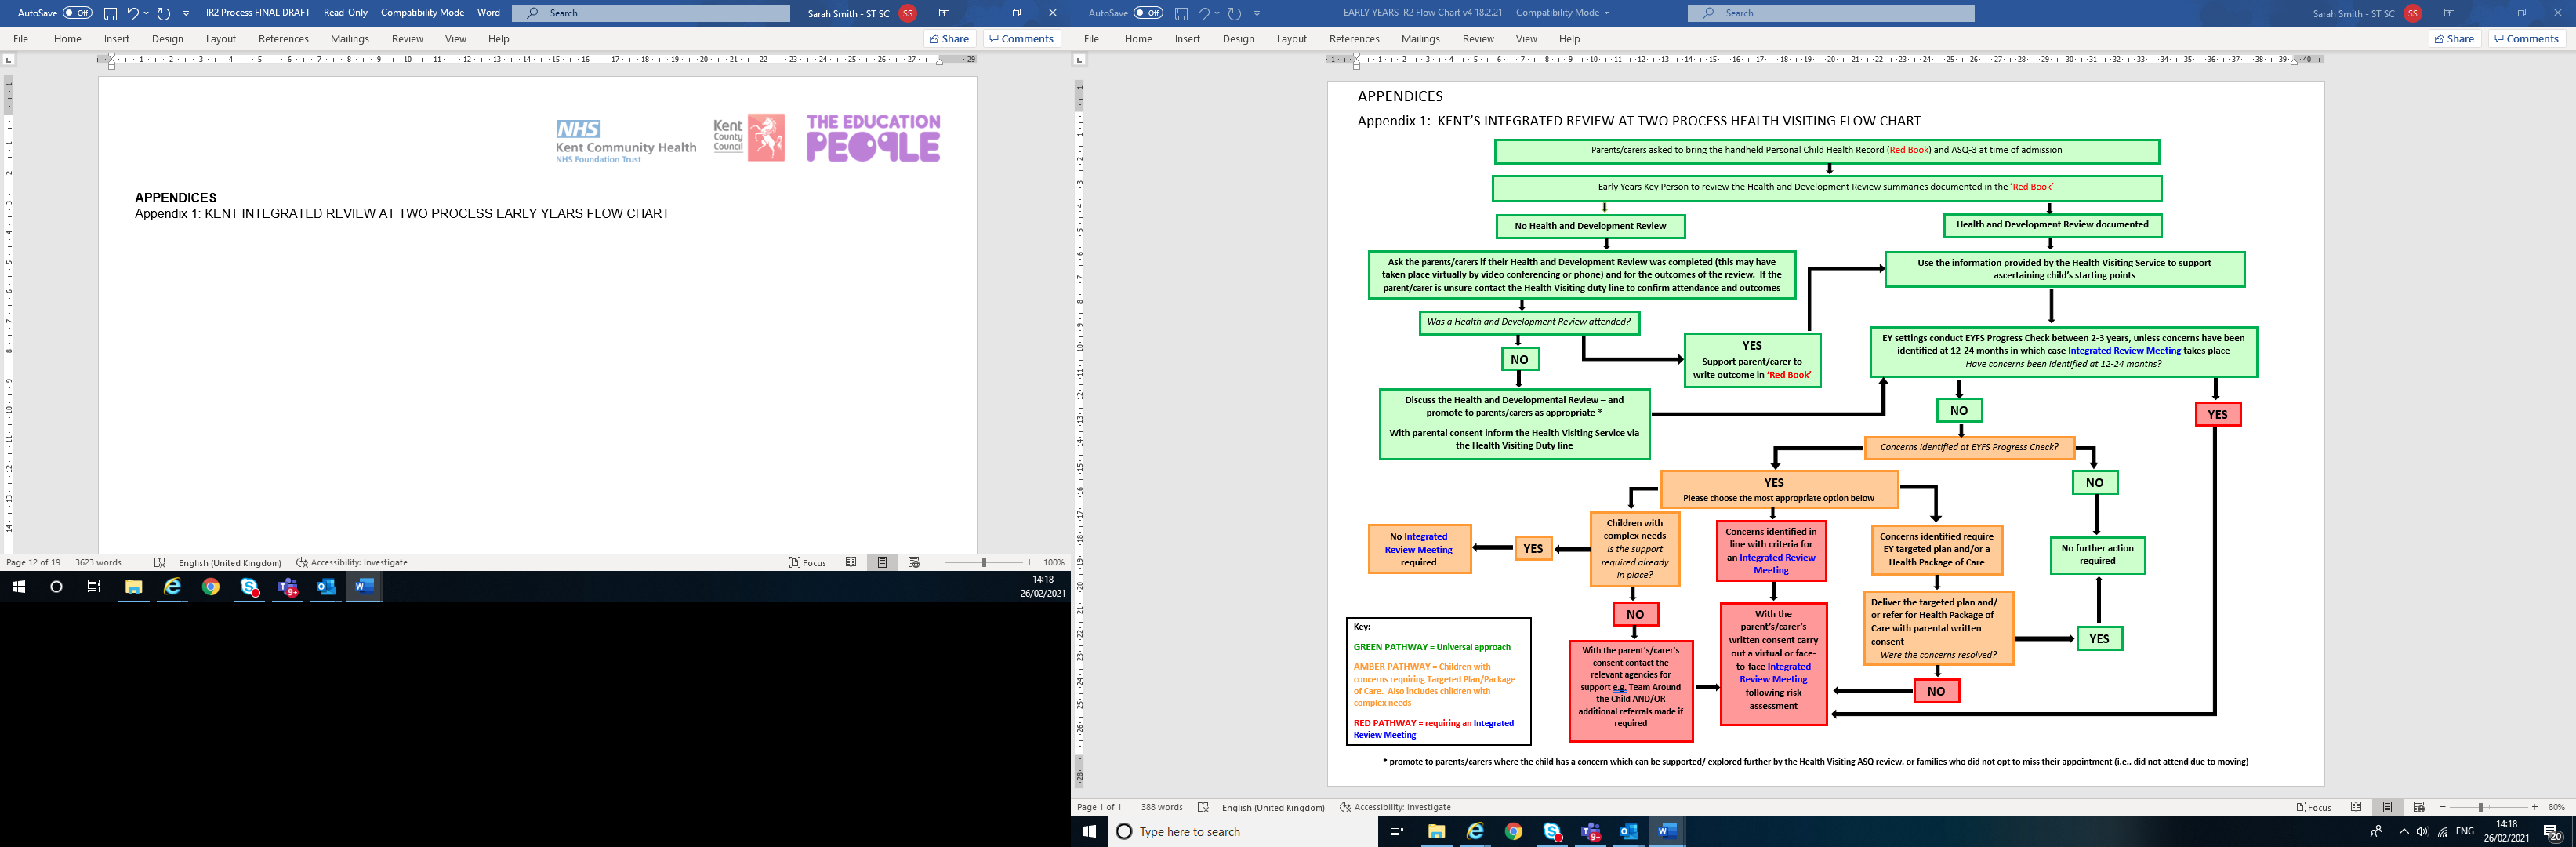 AutoSave Off IR2 Process FINAL DRAFT - Read-Only - Compatibility Mode - Word Search Sarah Smith - ST SC SS
File Home Insert Design Layout References Mailings Review View Help Share Comments
NHS
Kent Community Health
NHS Foundation Trust
Kent
County
Council
THE EDUCATION
PEOPLE
APPENDICES
Appendix 1: KENT INTEGRATED REVIEW AT TWO PROCESS EARLY YEARS FLOW CHART
Page 12 of 19 3623 words English (United Kingdom) Accessibility: Investigate Focus 100%
14:18
26/02/2021
AutoSave Off EARLY YEARS IR2 Flow Chart v4 18.2.21 - Compatibility Mode Search Sarah Smith - ST SC SS
File Home Insert Design Layout References Mailings Review View Help Share Comments
APPENDICES
Appendix 1: KENT'S INTEGRATED REVIEW AT TWO PROCESS HEALTH VISITING FLOW CHART
Parents/carers asked to bring the handheld Personal Child Health Record (Red Book) and ASQ-3 at time of admission
Early Years Key Person to review the Health and Development Review summaries documented in the 'Red Book'
No Health and Development Review
Health and Development Review documented
Ask the parents/carers if their Health and Development Review was completed (this may have
taken place virtually by video conferencing or phone) and for the outcomes of the review. If the
parent/carer is unsure contact the Health Visiting duty line to confirm attendance and outcomes
Use the information provided by the Health Visiting Service to support
ascertaining child's starting points
Was a Health and Development Review attended?
NO
YES
Support parent/carer to
write outcome in 'Red Book'
EY settings conduct EYFS Progress Check between 2-3 years, unless concerns have been
identified at 12-24 months in which case Integrated Review Meeting takes place
Have concerns been identified at 12-24 months?
Discuss the Health and Developmental Review – and
promote to parents/carers as appropriate *
With parental consent inform the Health Visiting Service via
the Health Visiting Duty line
NO
YES
Concerns identified at EYFS Progress Check?
YES
Please choose the most appropriate option below
NO
No Integrated
Review Meeting
required
YES
Children with
complex needs
Is the support
required already
in place?
Concerns identified in
line with criteria for
an Integrated Review
Meeting
Concerns identified require
EY targeted plan and/or a
Health Package of Care
No further action
required
NO
With the
parent's/carer's
written consent carry
out a virtual or face-
to-face Integrated
Review Meeting
following risk
assessment
Deliver the targeted plan and/
or refer for Health Package of
Care with parental written
consent
Were the concerns resolved?
YES
NO
With the parent's/carer's
consent contact the
relevant agencies for
support e.g. Team Around
the Child AND/OR
additional referrals made if
required
Key:
GREEN PATHWAY = Universal approach
AMBER PATHWAY = Children with
concerns requiring Targeted Plan/Package
of Care. Also includes children with
complex needs
RED PATHWAY = requiring an Integrated
Review Meeting
* promote to parents/carers where the child has a concern which can be supported/ explored further by the Health Visiting ASQ review, or families who did not opt to miss their appointment (i.e., did not attend due to moving)
Page 1 of 1 388 words English (United Kingdom) Accessibility: Investigate Focus 80%
Type here to search ENG 14:18
26/02/2021 20